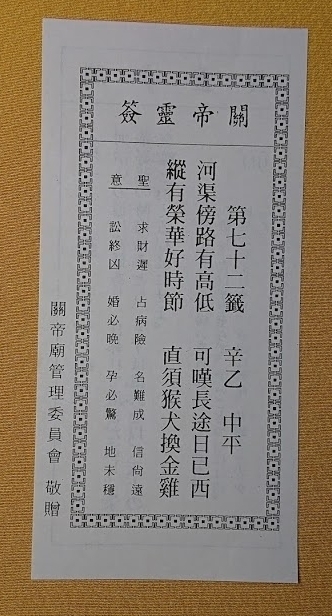 關帝靈簽
第七十二籤 辛乙 中平
河渠傍路有高低 可嘆長途日已西
縱有榮華好時節 直須猴犬換金雞
聖 求財遲 占病險 名難成 信尚遠
意 訟終凶 婚必晚 孕必驚 地未穩
關帝廟管理委員會 敬贈